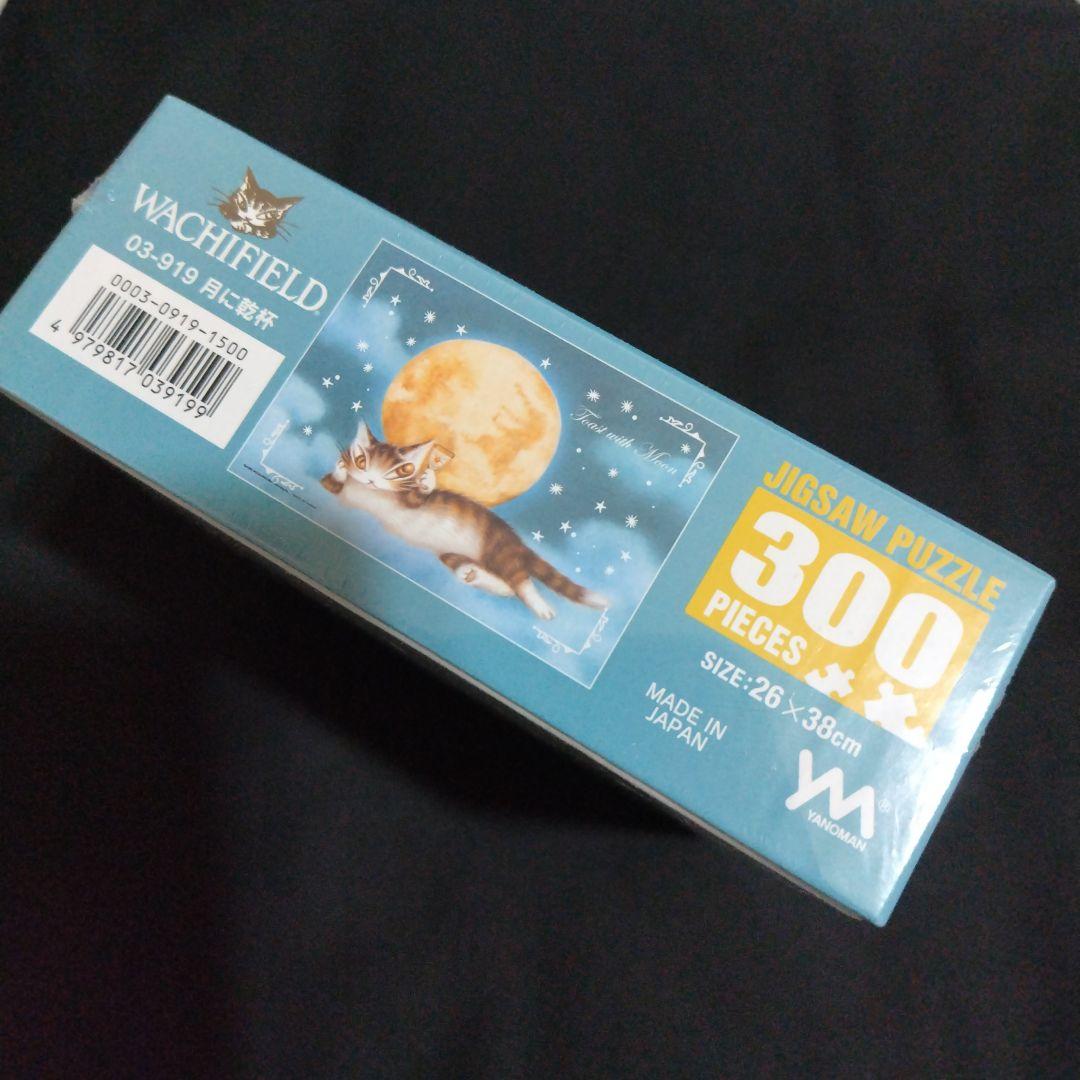 WACHIFIELD
03-919 月に乾杯
0003-0919-1500
4 979817 039199
Toast with Moon
JIGSAW PUZZLE
300
PIECES
SIZE:26×38cm
MADE IN
JAPAN
YM®
YANOMAN